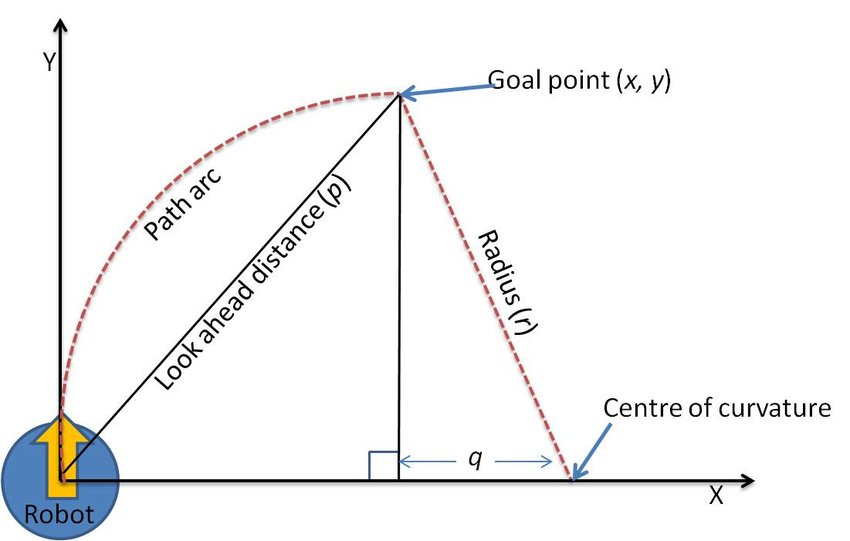 Y
Goal point (x, y)
Path arc
Look ahead distance (p)
Radius (r)
Centre of curvature
q
X
Robot